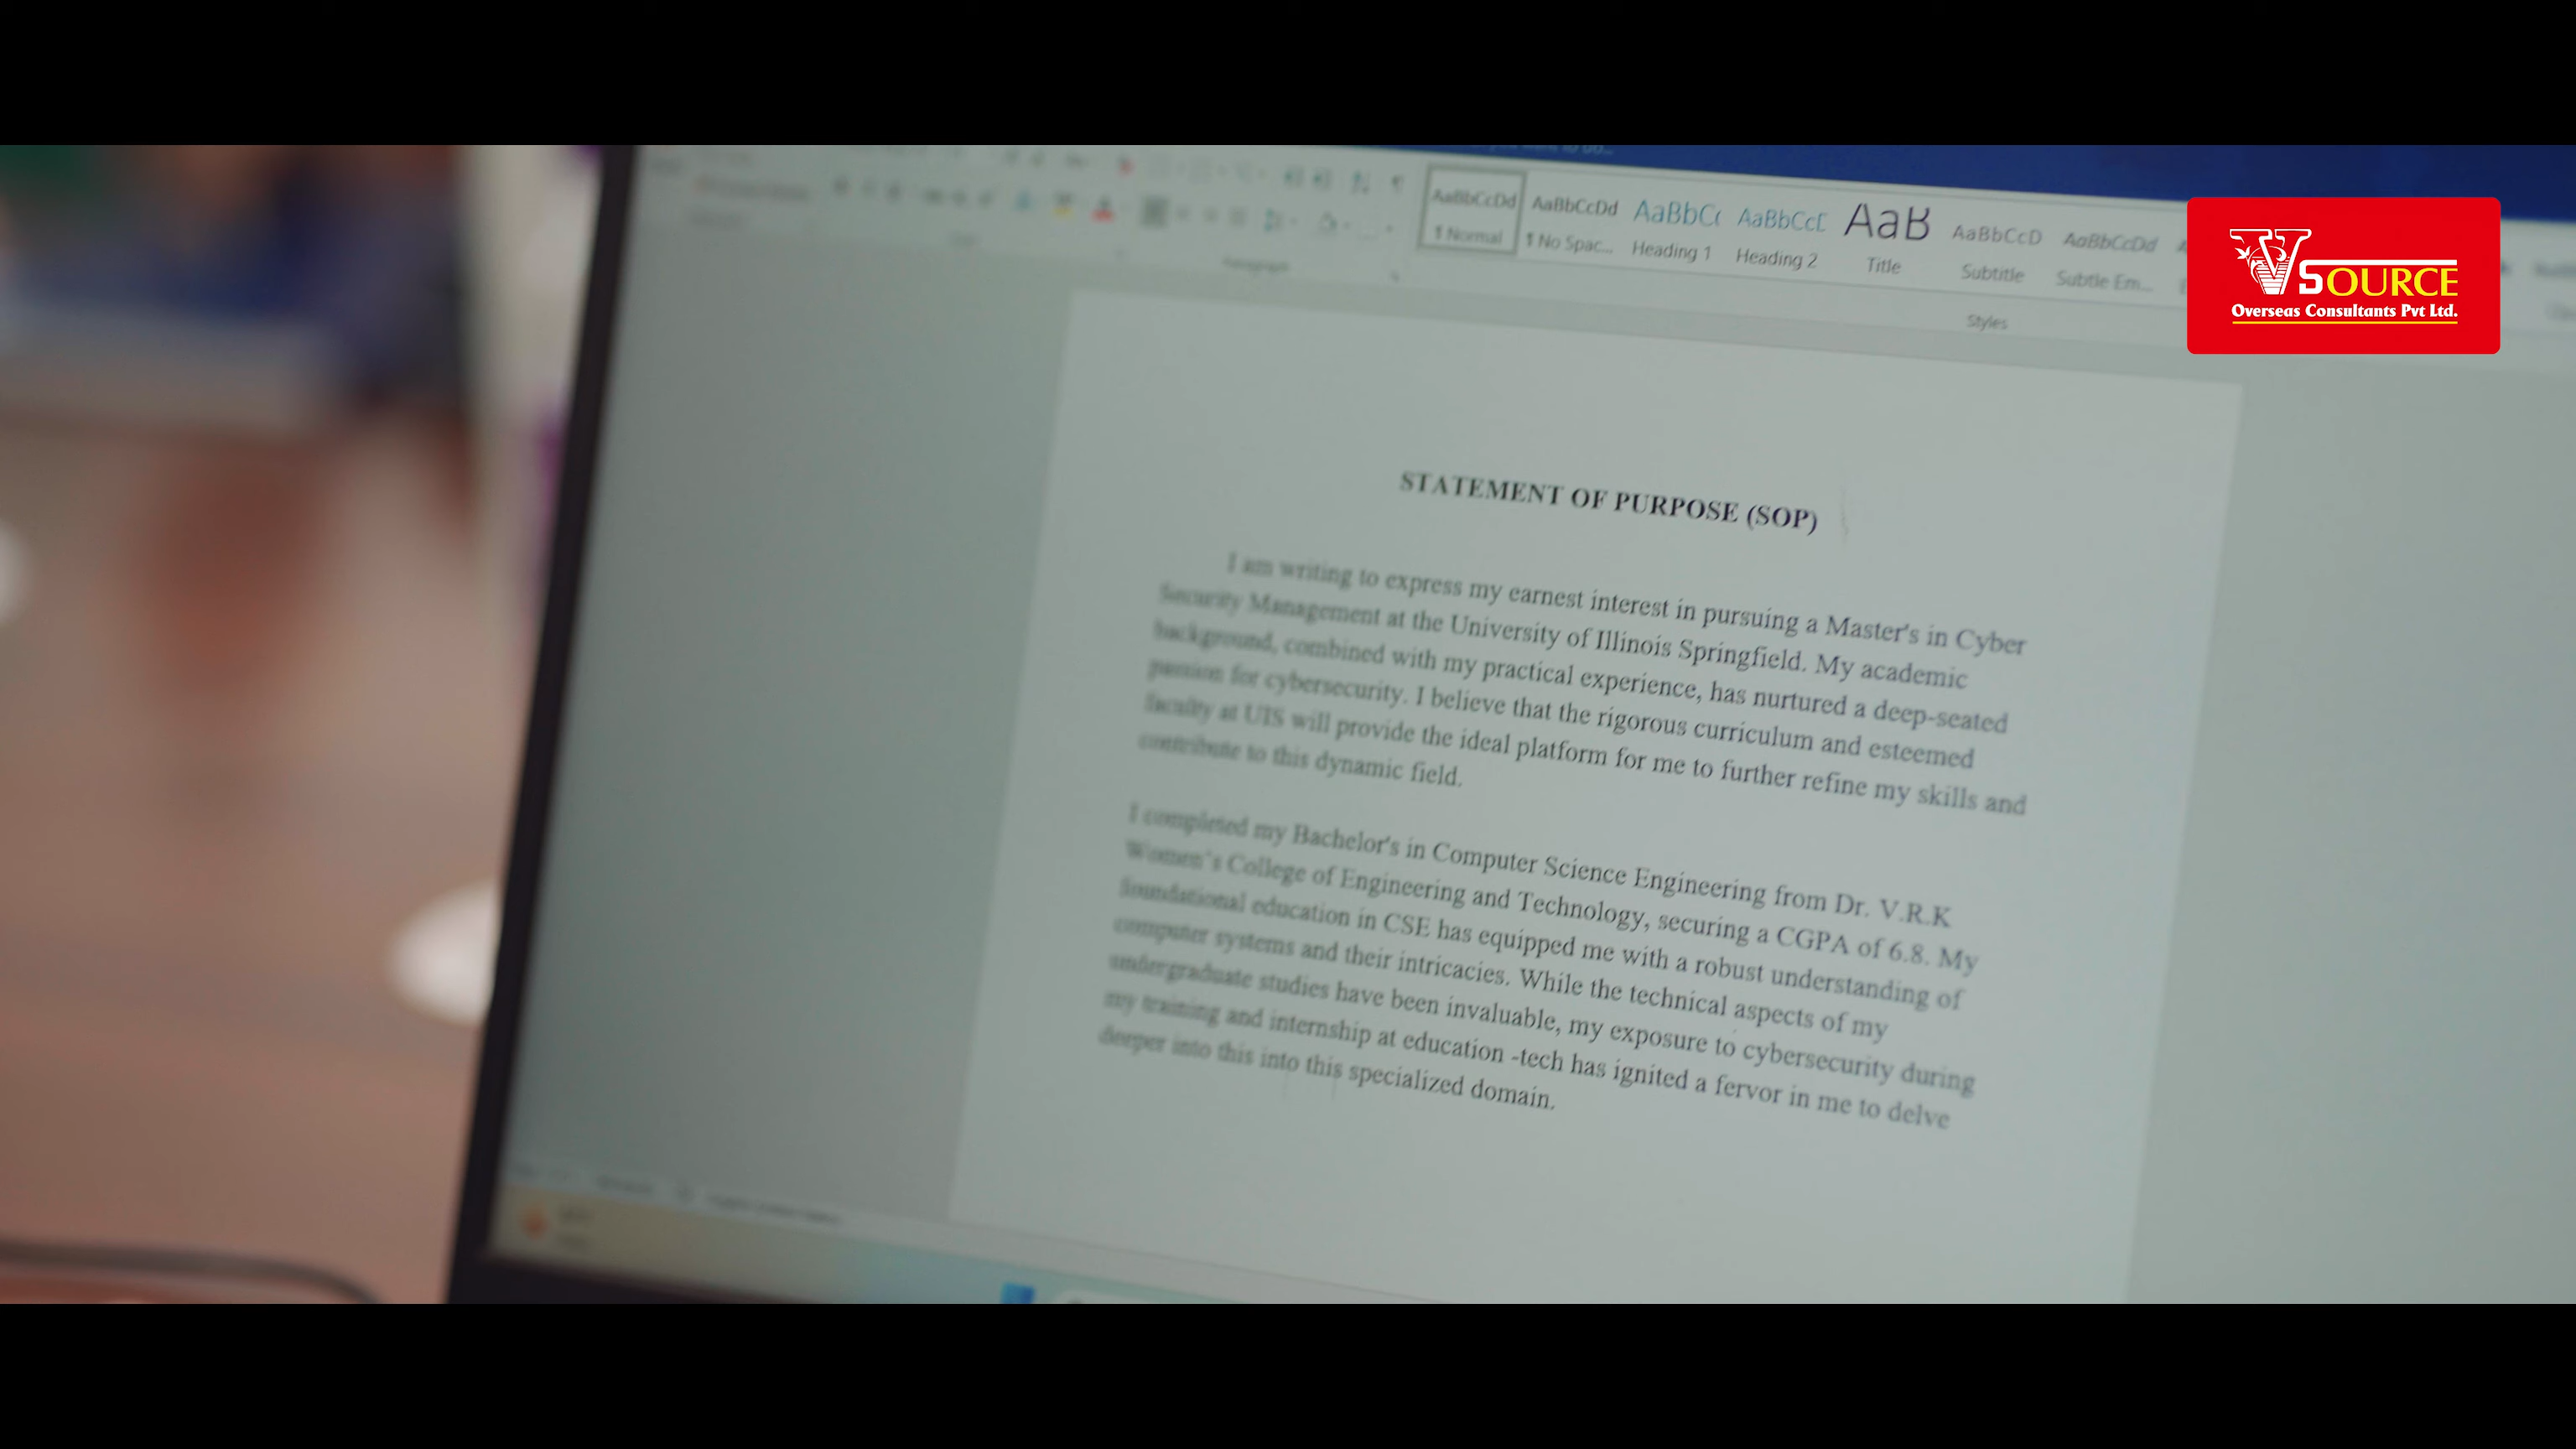 AaBbCcDd AaBbCcDd AaBbC AaBbCcD AaB AaBbCcD AaBbCcDd
¶ Normal ¶ No Spac... Heading 1 Heading 2 Title Subtitle Subtle Em...
Styles
VSOURCE
Overseas Consultants Pvt Ltd.
STATEMENT OF PURPOSE (SOP)
I am writing to express my earnest interest in pursuing a Master's in Cyber
Security Management at the University of Illinois Springfield. My academic
background, combined with my practical experience, has nurtured a deep-seated
passion for cybersecurity. I believe that the rigorous curriculum and esteemed
faculty at UIS will provide the ideal platform for me to further refine my skills and
contribute to this dynamic field.
I completed my Bachelor's in Computer Science Engineering from Dr. V.R.K
Women's College of Engineering and Technology, securing a CGPA of 6.8. My
foundational education in CSE has equipped me with a robust understanding of
computer systems and their intricacies. While the technical aspects of my
undergraduate studies have been invaluable, my exposure to cybersecurity during
my training and internship at education -tech has ignited a fervor in me to delve
deeper into this into this specialized domain.